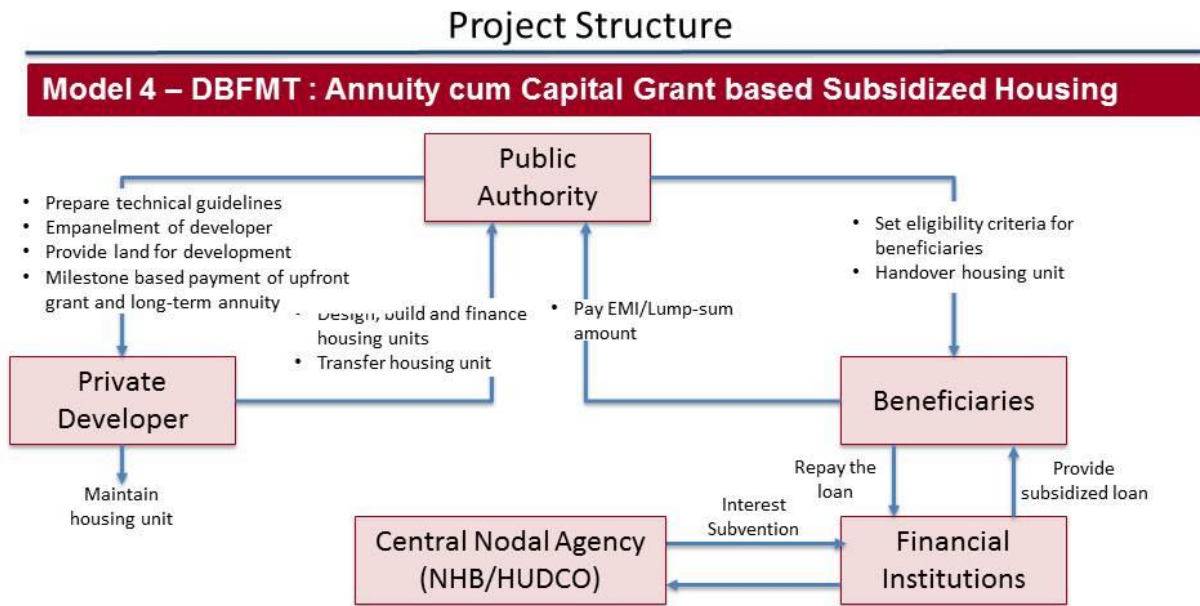 Project Structure
Model 4 – DBFMT : Annuity cum Capital Grant based Subsidized Housing
Public
Authority
• Prepare technical guidelines
• Empanelment of developer
• Provide land for development
• Milestone based payment of upfront
grant and long-term annuity
• Set eligibility criteria for
beneficiaries
• Handover housing unit
Design, build and finance
housing units
• Transfer housing unit
• Pay EMI/Lump-sum
amount
Private
Developer
Beneficiaries
Maintain
housing unit
Repay the
loan
Provide
subsidized loan
Interest
Subvention
Central Nodal Agency
(NHB/HUDCO)
Financial
Institutions